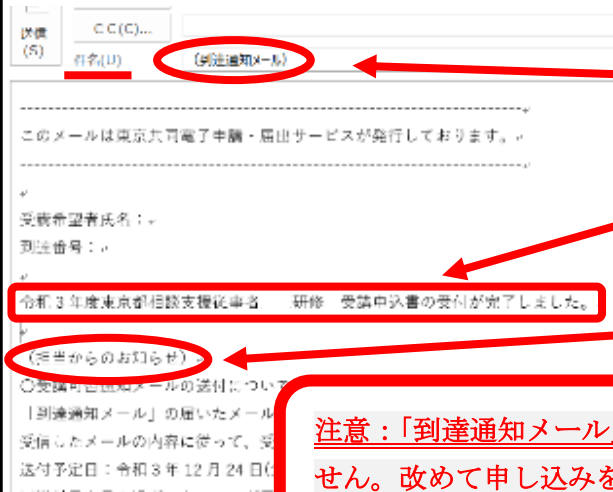 送信
(S)
CC(C)...
件名(U)
(到達通知メール)
このメールは東京共同電子申請・届出サービスが発行しております。
受講希望者氏名：
到達番号：
令和3年度東京都相談支援従事者 研修 受講申込書の受付が完了しました。
(担当からのお知らせ)
〇受講可否通知メールの送付について
「到達通知メール」の届いたメール
受信したメールの内容に従って、受
送付予定日：令和3年12月24日(
注意：「到達通知メール
せん。改めて申し込みを